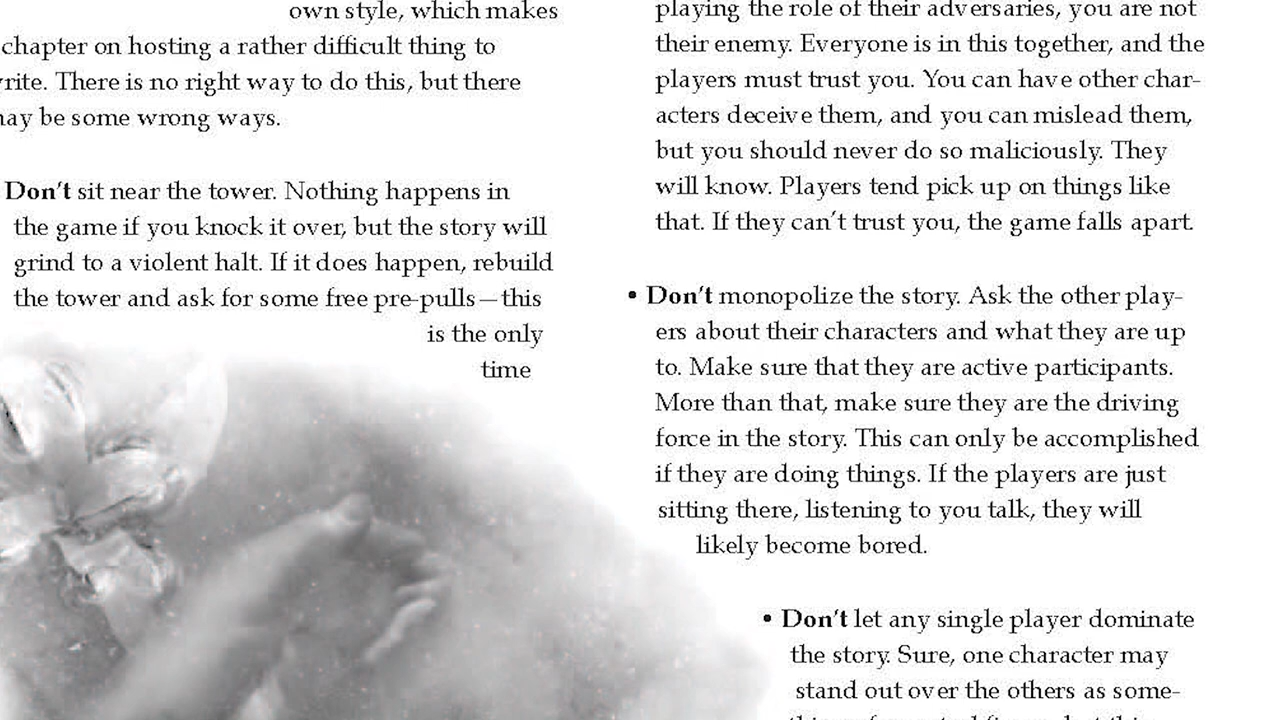 own style, which makes
chapter on hosting a rather difficult thing to
There is no right way to do this, but there
be some wrong ways.
Don't sit near the tower. Nothing happens in
the game if you knock it over, but the story will
grind to a violent halt. If it does happen, rebuild
the tower and ask for some free pre-pulls—this
is the only
time
playing the role of their adversaries, you are not
their enemy. Everyone is in this together, and the
players must trust you. You can have other char-
acters deceive them, and you can mislead them,
but you should never do so maliciously. They
will know. Players tend pick up on things like
that. If they can't trust you, the game falls apart.
• Don't monopolize the story. Ask the other play-
ers about their characters and what they are up
to. Make sure that they are active participants.
More than that, make sure they are the driving
force in the story. This can only be accomplished
if they are doing things. If the players are just
sitting there, listening to you talk, they will
likely become bored.
• Don't let any single player dominate
the story. Sure, one character may
stand out over the others as some-